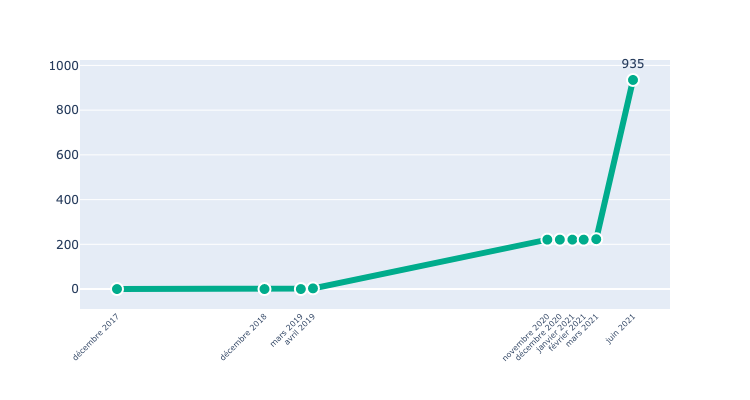 935
1000
800
600
400
200
0
décembre 2017
décembre 2018
mars 2019
avril 2019
novembre 2020
décembre 2020
janvier 2021
février 2021
mars 2021
juin 2021